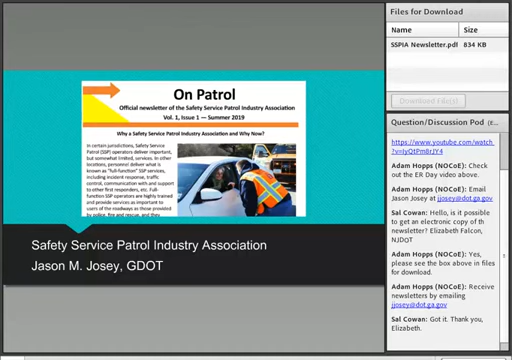 On Patrol
Official newsletter of the Safety Service Patrol Industry Association
Vol. 1, Issue 1 — Summer 2019
Why a Safety Service Patrol Industry Association and Why Now?
In certain jurisdictions, Safety Service
Patrol (SSP) operators deliver important,
but somewhat limited, services. In other
locations, personnel deliver what is
known as "full-function" SSP services,
including incident response, traffic
control, communication with and support
to other first responders, etc. Full-
function SSP operators are highly trained
and provide services as important to
users of the roadways as those provided
by police, fire and rescue, and they
Safety Service Patrol Industry Association
Jason M. Josey, GDOT
Files for Download
Name Size
SSPIA Newsletter.pdf 834 KB
Download File(s)
Question/Discussion Pod (E...
https://www.youtube.com/watch
Adam Hopps (NOCoE): Check
out the ER Day video above.
Adam Hopps (NOCoE): Email
Jason Josey at jjosey@dot.ga.gov
Sal Cowan: Hello, is it possible
to get an electronic copy of th
newsletter? Elizabeth Falcon,
NJDOT
Adam Hopps (NOCoE): Yes,
please see the box above in files
for download.
Adam Hopps (NOCoE): Receive
newsletters by emailing
jjosey@dot.ga.gov
Sal Cowan: Got it. Thank you,
Elizabeth.